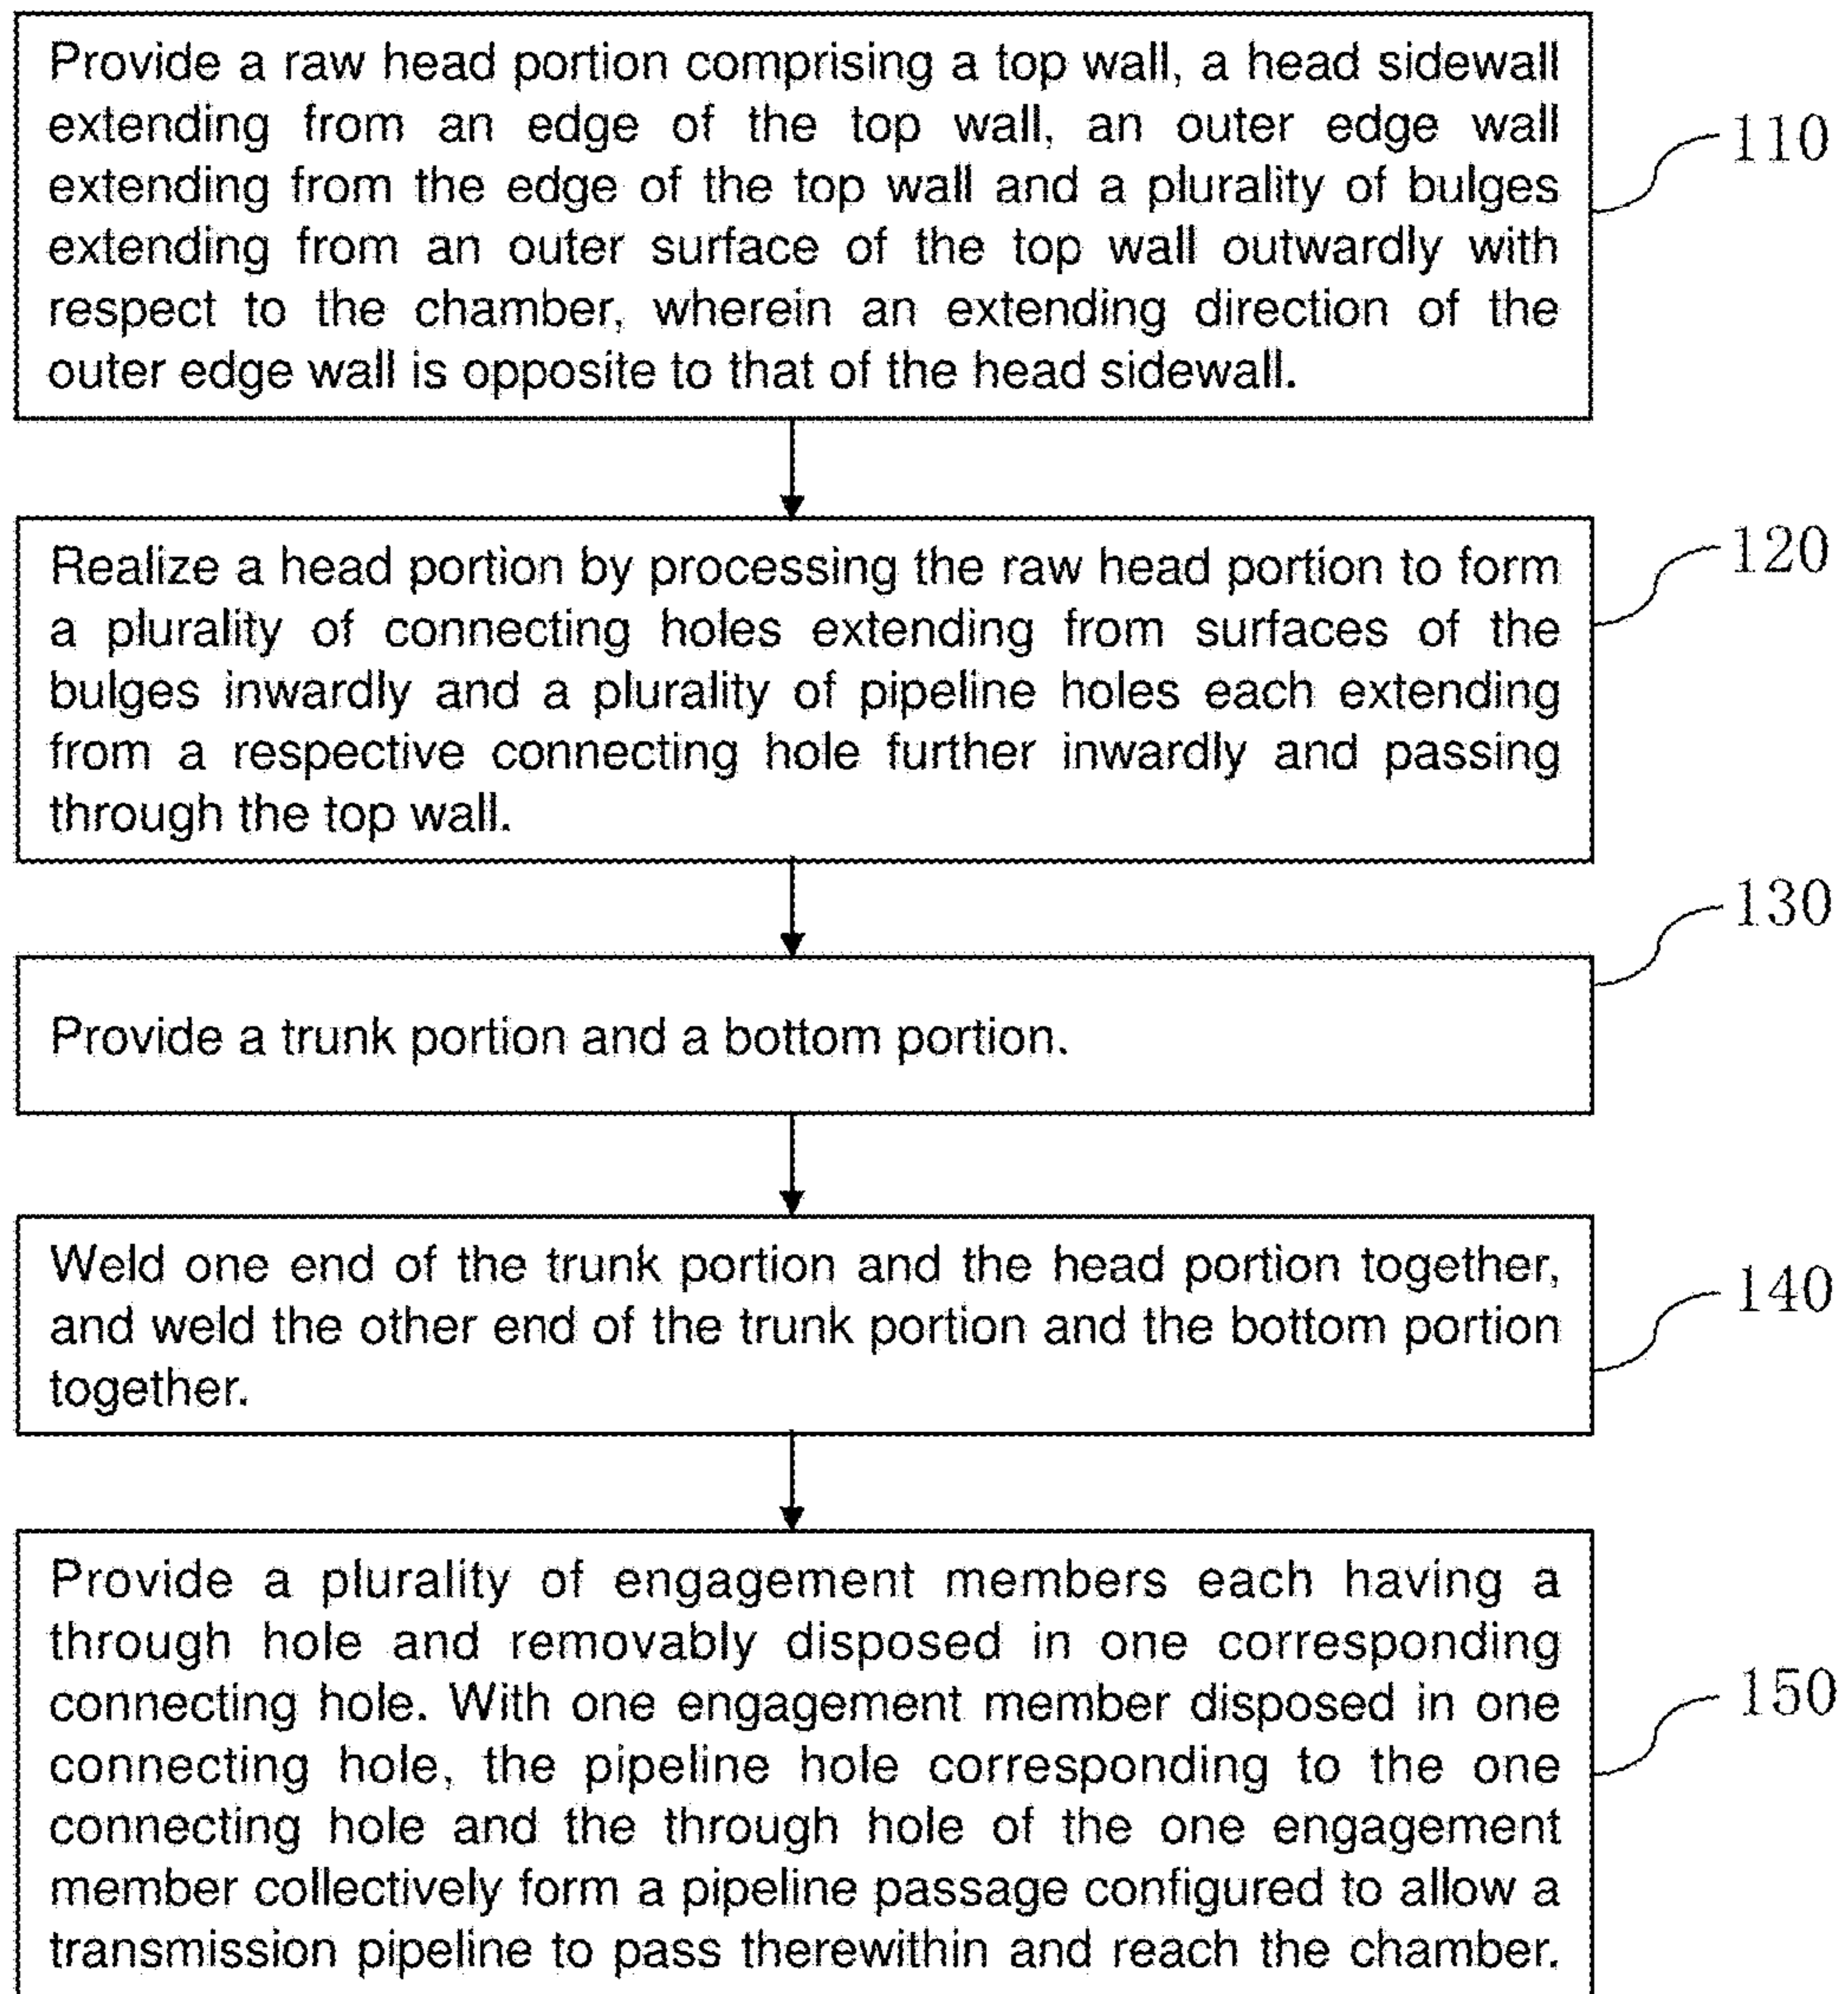 Provide a raw head portion comprising a top wall, a head sidewall
extending from an edge of the top wall, an outer edge wall
extending from the edge of the top wall and a plurality of bulges
extending from an outer surface of the top wall outwardly with
respect to the chamber, wherein an extending direction of the
outer edge wall is opposite to that of the head sidewall.
110
Realize a head portion by processing the raw head portion to form
a plurality of connecting holes extending from surfaces of the
bulges inwardly and a plurality of pipeline holes each extending
from a respective connecting hole further inwardly and passing
through the top wall.
120
130
Provide a trunk portion and a bottom portion.
Weld one end of the trunk portion and the head portion together,
and weld the other end of the trunk portion and the bottom portion
together.
140
Provide a plurality of engagement members each having a
through hole and removably disposed in one corresponding
connecting hole. With one engagement member disposed in one
connecting hole, the pipeline hole corresponding to the one
connecting hole and the through hole of the one engagement
member collectively form a pipeline passage configured to allow a
transmission pipeline to pass therewithin and reach the chamber.
150